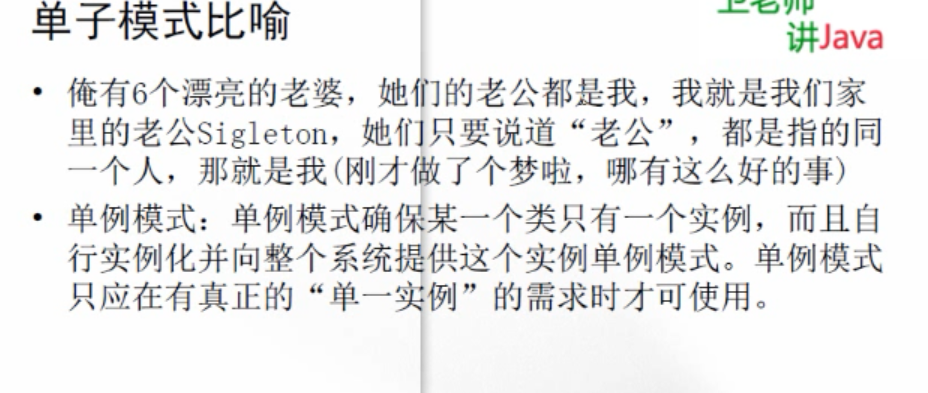 单子模式比喻
卫老师
讲Java
• 俺有6个漂亮的老婆，她们的老公都是我，我就是我们家
里的老公Sigleton，她们只要说道“老公”，都是指的同
一个人，那就是我(刚才做了个梦啦，哪有这么好的事)
• 单例模式：单例模式确保某一个类只有一个实例，而且自
行实例化并向整个系统提供这个实例单例模式。单例模式
只应在有真正的“单一实例”的需求时才可使用。